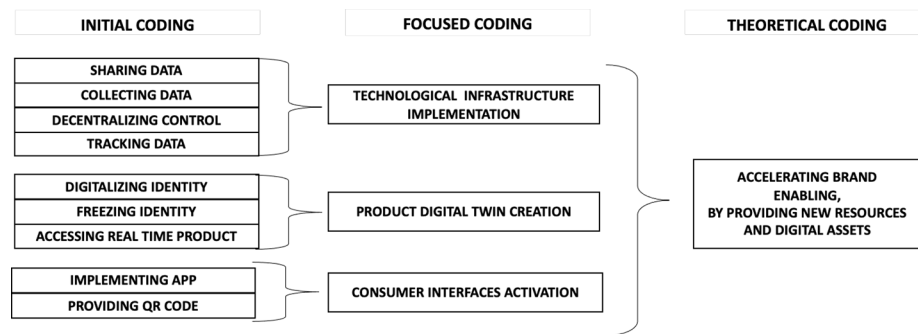 INITIAL CODING
FOCUSED CODING
THEORETICAL CODING
SHARING DATA
COLLECTING DATA
DECENTRALIZING CONTROL
TRACKING DATA
TECHNOLOGICAL INFRASTRUCTURE
IMPLEMENTATION
DIGITALIZING IDENTITY
FREEZING IDENTITY
ACCESSING REAL TIME PRODUCT
PRODUCT DIGITAL TWIN CREATION
IMPLEMENTING APP
PROVIDING QR CODE
CONSUMER INTERFACES ACTIVATION
ACCELERATING BRAND
ENABLING,
BY PROVIDING NEW RESOURCES
AND DIGITAL ASSETS